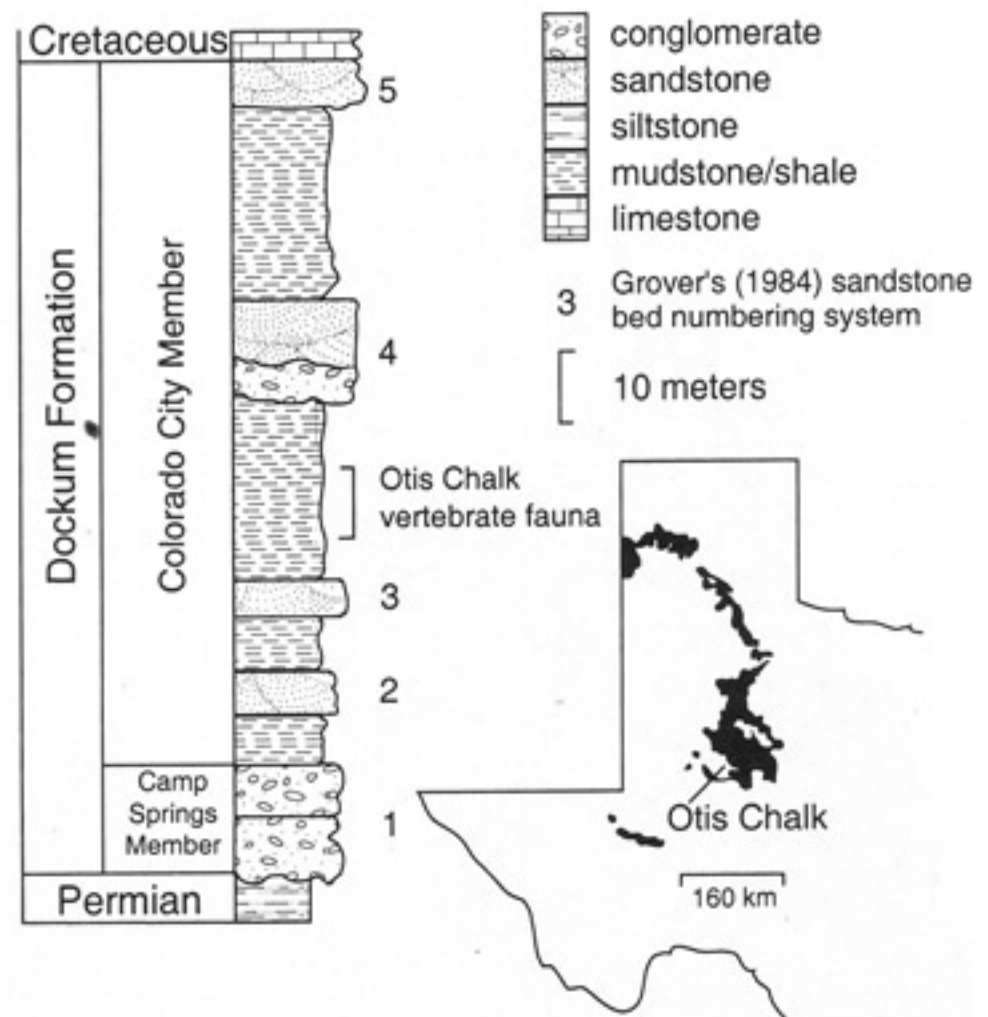 Cretaceous
Dockum Formation
Colorado City Member
Camp
Springs
Member
Permian
5
4
Otis Chalk
vertebrate fauna
3
2
1
conglomerate
sandstone
siltstone
mudstone/shale
limestone
3
Grover's (1984) sandstone
bed numbering system
10 meters
Otis Chalk
160 km